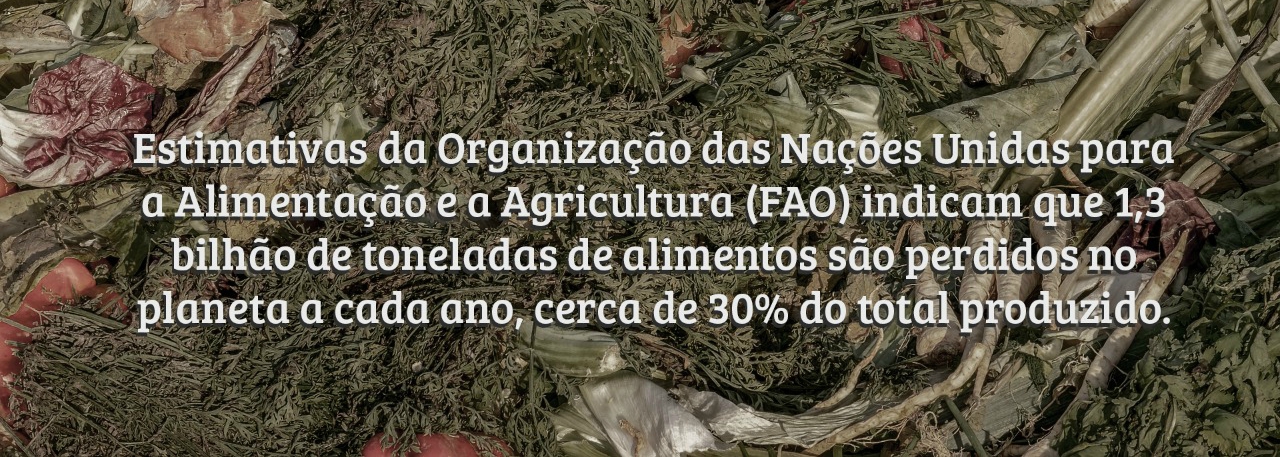 Estimativas da Organização das Nações Unidas para
a Alimentação e a Agricultura (FAO) indicam que 1,3
bilhão de toneladas de alimentos são perdidos no
planeta a cada ano, cerca de 30% do total produzido.